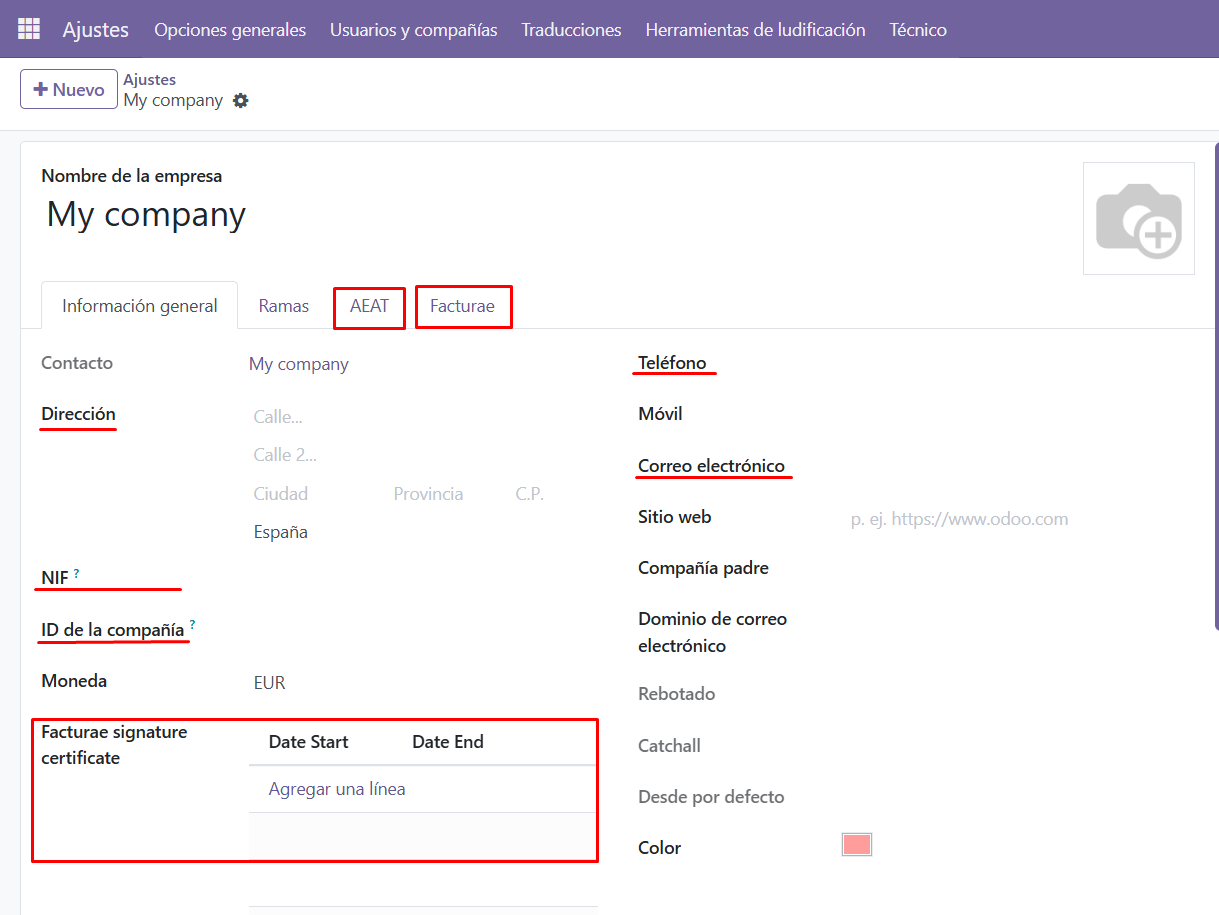 Ajustes Opciones generales Usuarios y compañías Traducciones Herramientas de ludificación Técnico
+ Nuevo
Ajustes
My company
Nombre de la empresa
My company
Información general Ramas AEAT Facturae
Contacto My company
Dirección Calle...
Calle 2...
Ciudad Provincia C.P.
España
NIF ?
ID de la compañía ?
Moneda EUR
Facturae signature
certificate
Date Start Date End
Agregar una línea
Teléfono
Móvil
Correo electrónico
Sitio web p. ej. https://www.odoo.com
Compañía padre
Dominio de correo
electrónico
Rebotado
Catchall
Desde por defecto
Color